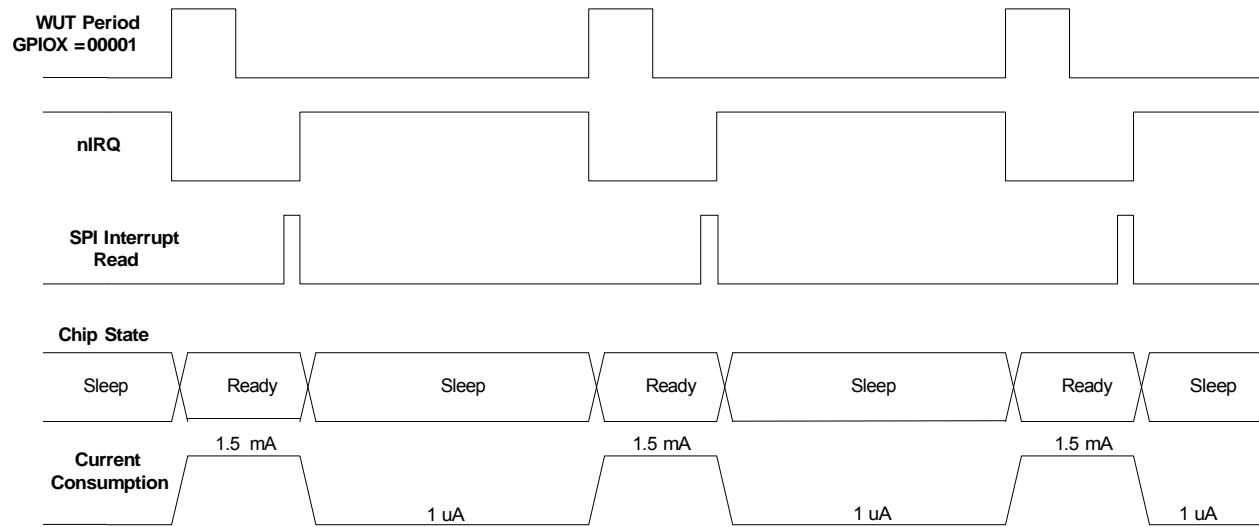 WUT Period
GPIOX =00001
nIRQ
SPI Interrupt
Read
Chip State
Sleep Ready Sleep Ready Sleep Ready Sleep
1.5 mA 1.5 mA 1.5 mA
Current
Consumption
1 uA 1 uA 1 uA